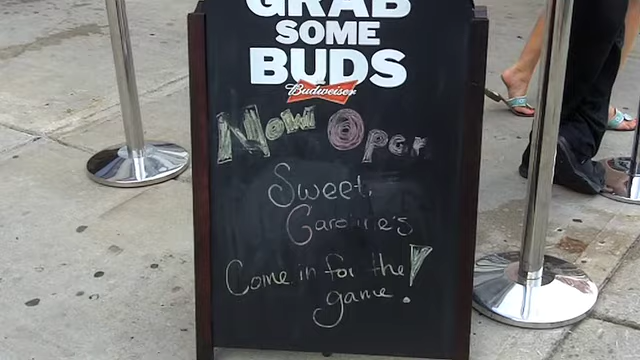 GRAB
SOME
BUDS
Budweiser
Now Open
Sweet
Caroline's
Come in for the
game!